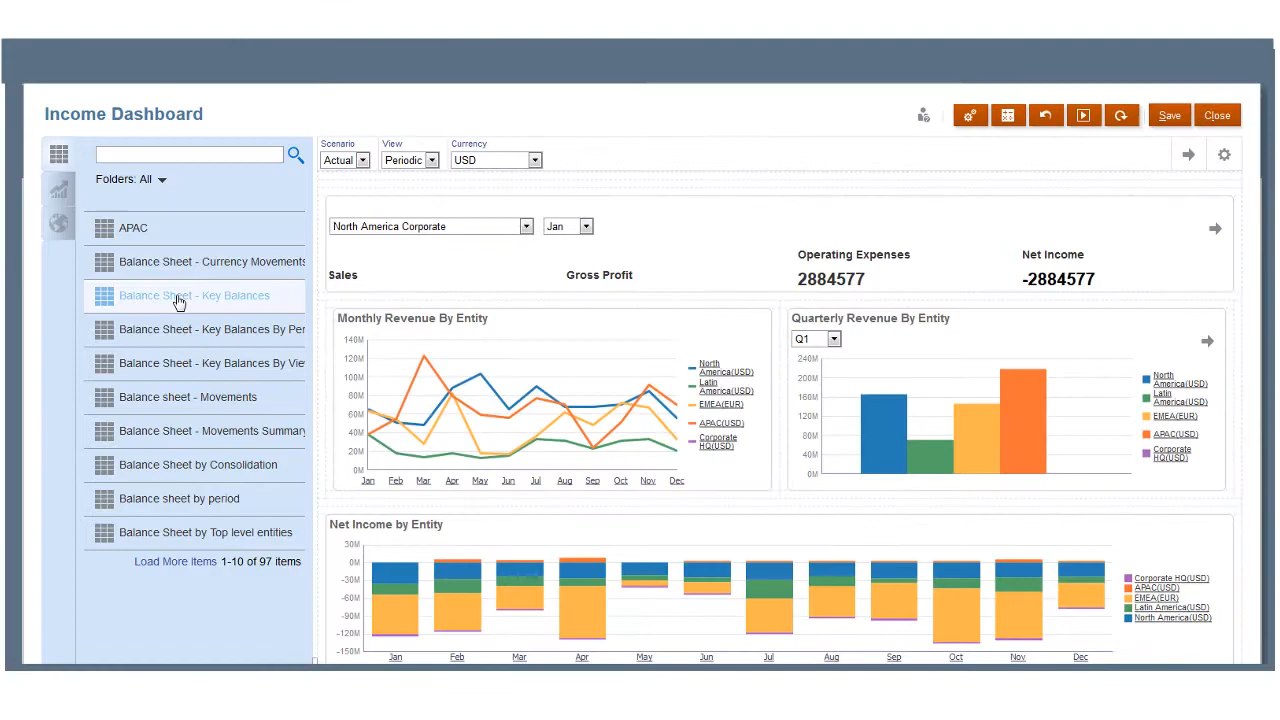 Income Dashboard
Save
Close
Folders: All
APAC
Balance Sheet - Currency Movements
Balance Sheet - Key Balances
Balance Sheet - Key Balances By Per
Balance Sheet - Key Balances By Vie
Balance sheet - Movements
Balance Sheet - Movements Summary
Balance Sheet by Consolidation
Balance sheet by period
Balance Sheet by Top level entities
Load More Items 1-10 of 97 items
Scenario View Currency
Actual Periodic USD
North America Corporate Jan
Sales
Gross Profit
Operating Expenses
2884577
Net Income
-2884577
Monthly Revenue By Entity
140M
120M
100M
80M
60M
40M
20M
0M
Jan Feb Mar Apr May Jun Jul Aug Sep Oct Nov Dec
North
America(USD)
Latin
America(USD)
EMEA(EUR)
APAC(USD)
Corporate
HQ(USD)
Quarterly Revenue By Entity
Q1
240M
200M
160M
120M
80M
40M
0M
North
America(USD)
Latin
America(USD)
EMEA(EUR)
APAC(USD)
Corporate
HQ(USD)
Net Income by Entity
30M
0M
-30M
-60M
-90M
-120M
-150M
Jan Feb Mar Apr May Jun Jul Aug Sep Oct Nov Dec
Corporate HQ(USD)
APAC(USD)
EMEA(EUR)
Latin America(USD)
North America(USD)